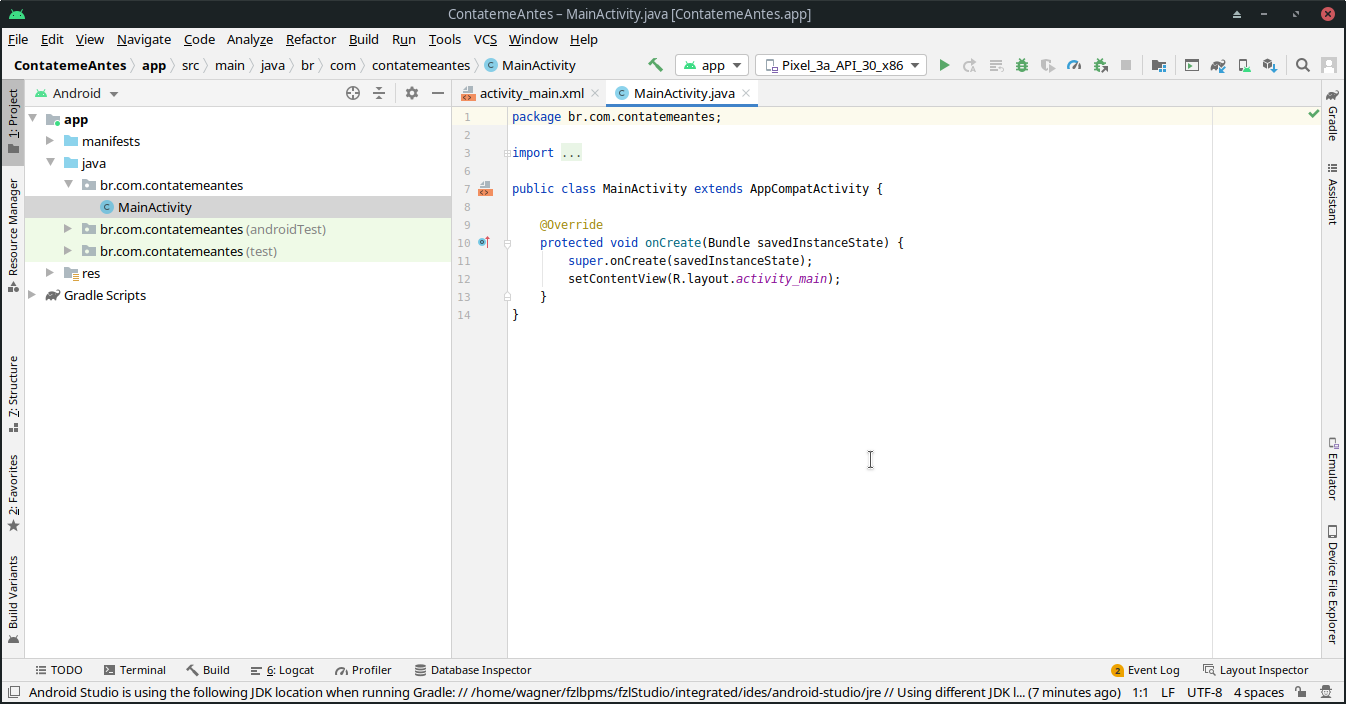 ContatemeAntes – MainActivity.java [ContatemeAntes.app]
File Edit View Navigate Code Analyze Refactor Build Run Tools VCS Window Help
ContatemeAntes app src main java br com contatemeantes C MainActivity app Pixel_3a_API_30_x86
1: Project
Resource Manager
7: Structure
2: Favorites
Build Variants
Android
app
manifests
java
br.com.contatemeantes
C MainActivity
br.com.contatemeantes (androidTest)
br.com.contatemeantes (test)
res
Gradle Scripts
activity_main.xml C MainActivity.java
1 package br.com.contatemeantes;
2
3 import ...
6
7 public class MainActivity extends AppCompatActivity {
8
9 @Override
10 protected void onCreate(Bundle savedInstanceState) {
11 super.onCreate(savedInstanceState);
12 setContentView(R.layout.activity_main);
13 }
14 }
Gradle
Assistant
Emulator
Device File Explorer
TODO Terminal Build 6: Logcat Profiler Database Inspector 2 Event Log Layout Inspector
Android Studio is using the following JDK location when running Gradle: // /home/wagner/fzlbpms/fzlStudio/integrated/ides/android-studio/jre // Using different JDK l... (7 minutes ago) 1:1 LF UTF-8 4 spaces